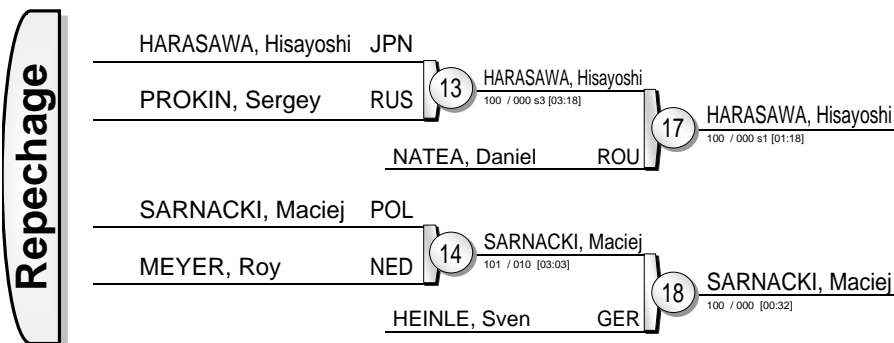 Repechage
HARASAWA, Hisayoshi JPN
PROKIN, Sergey RUS
13
HARASAWA, Hisayoshi
100 / 000 s3 [03:18]
NATEA, Daniel ROU
17
HARASAWA, Hisayoshi
100 / 000 s1 [01:18]
SARNACKI, Maciej POL
MEYER, Roy NED
14
SARNACKI, Maciej
101 / 010 [03:03]
HEINLE, Sven GER
18
SARNACKI, Maciej
100 / 000 [00:32]